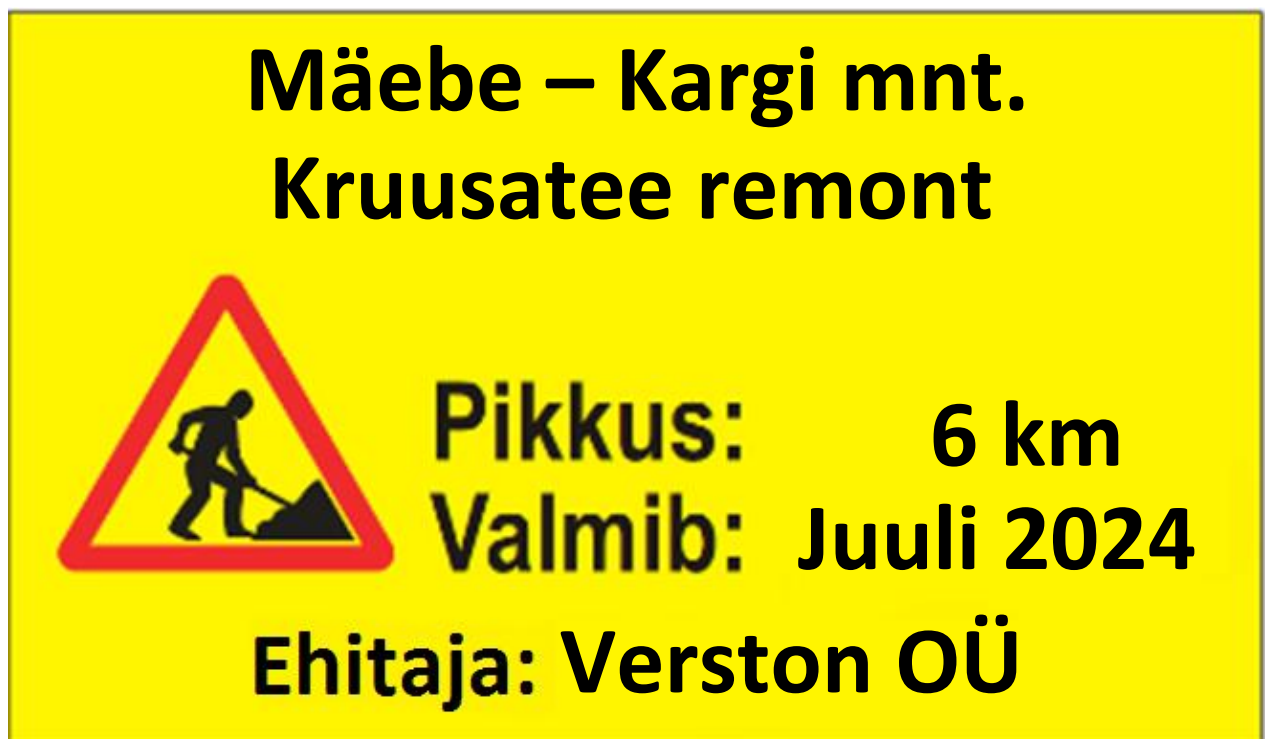 Mäebe – Kargi mnt.
Kruusatee remont
Pikkus: 6 km
Valmib: Juuli 2024
Ehitaja: Verston OÜ